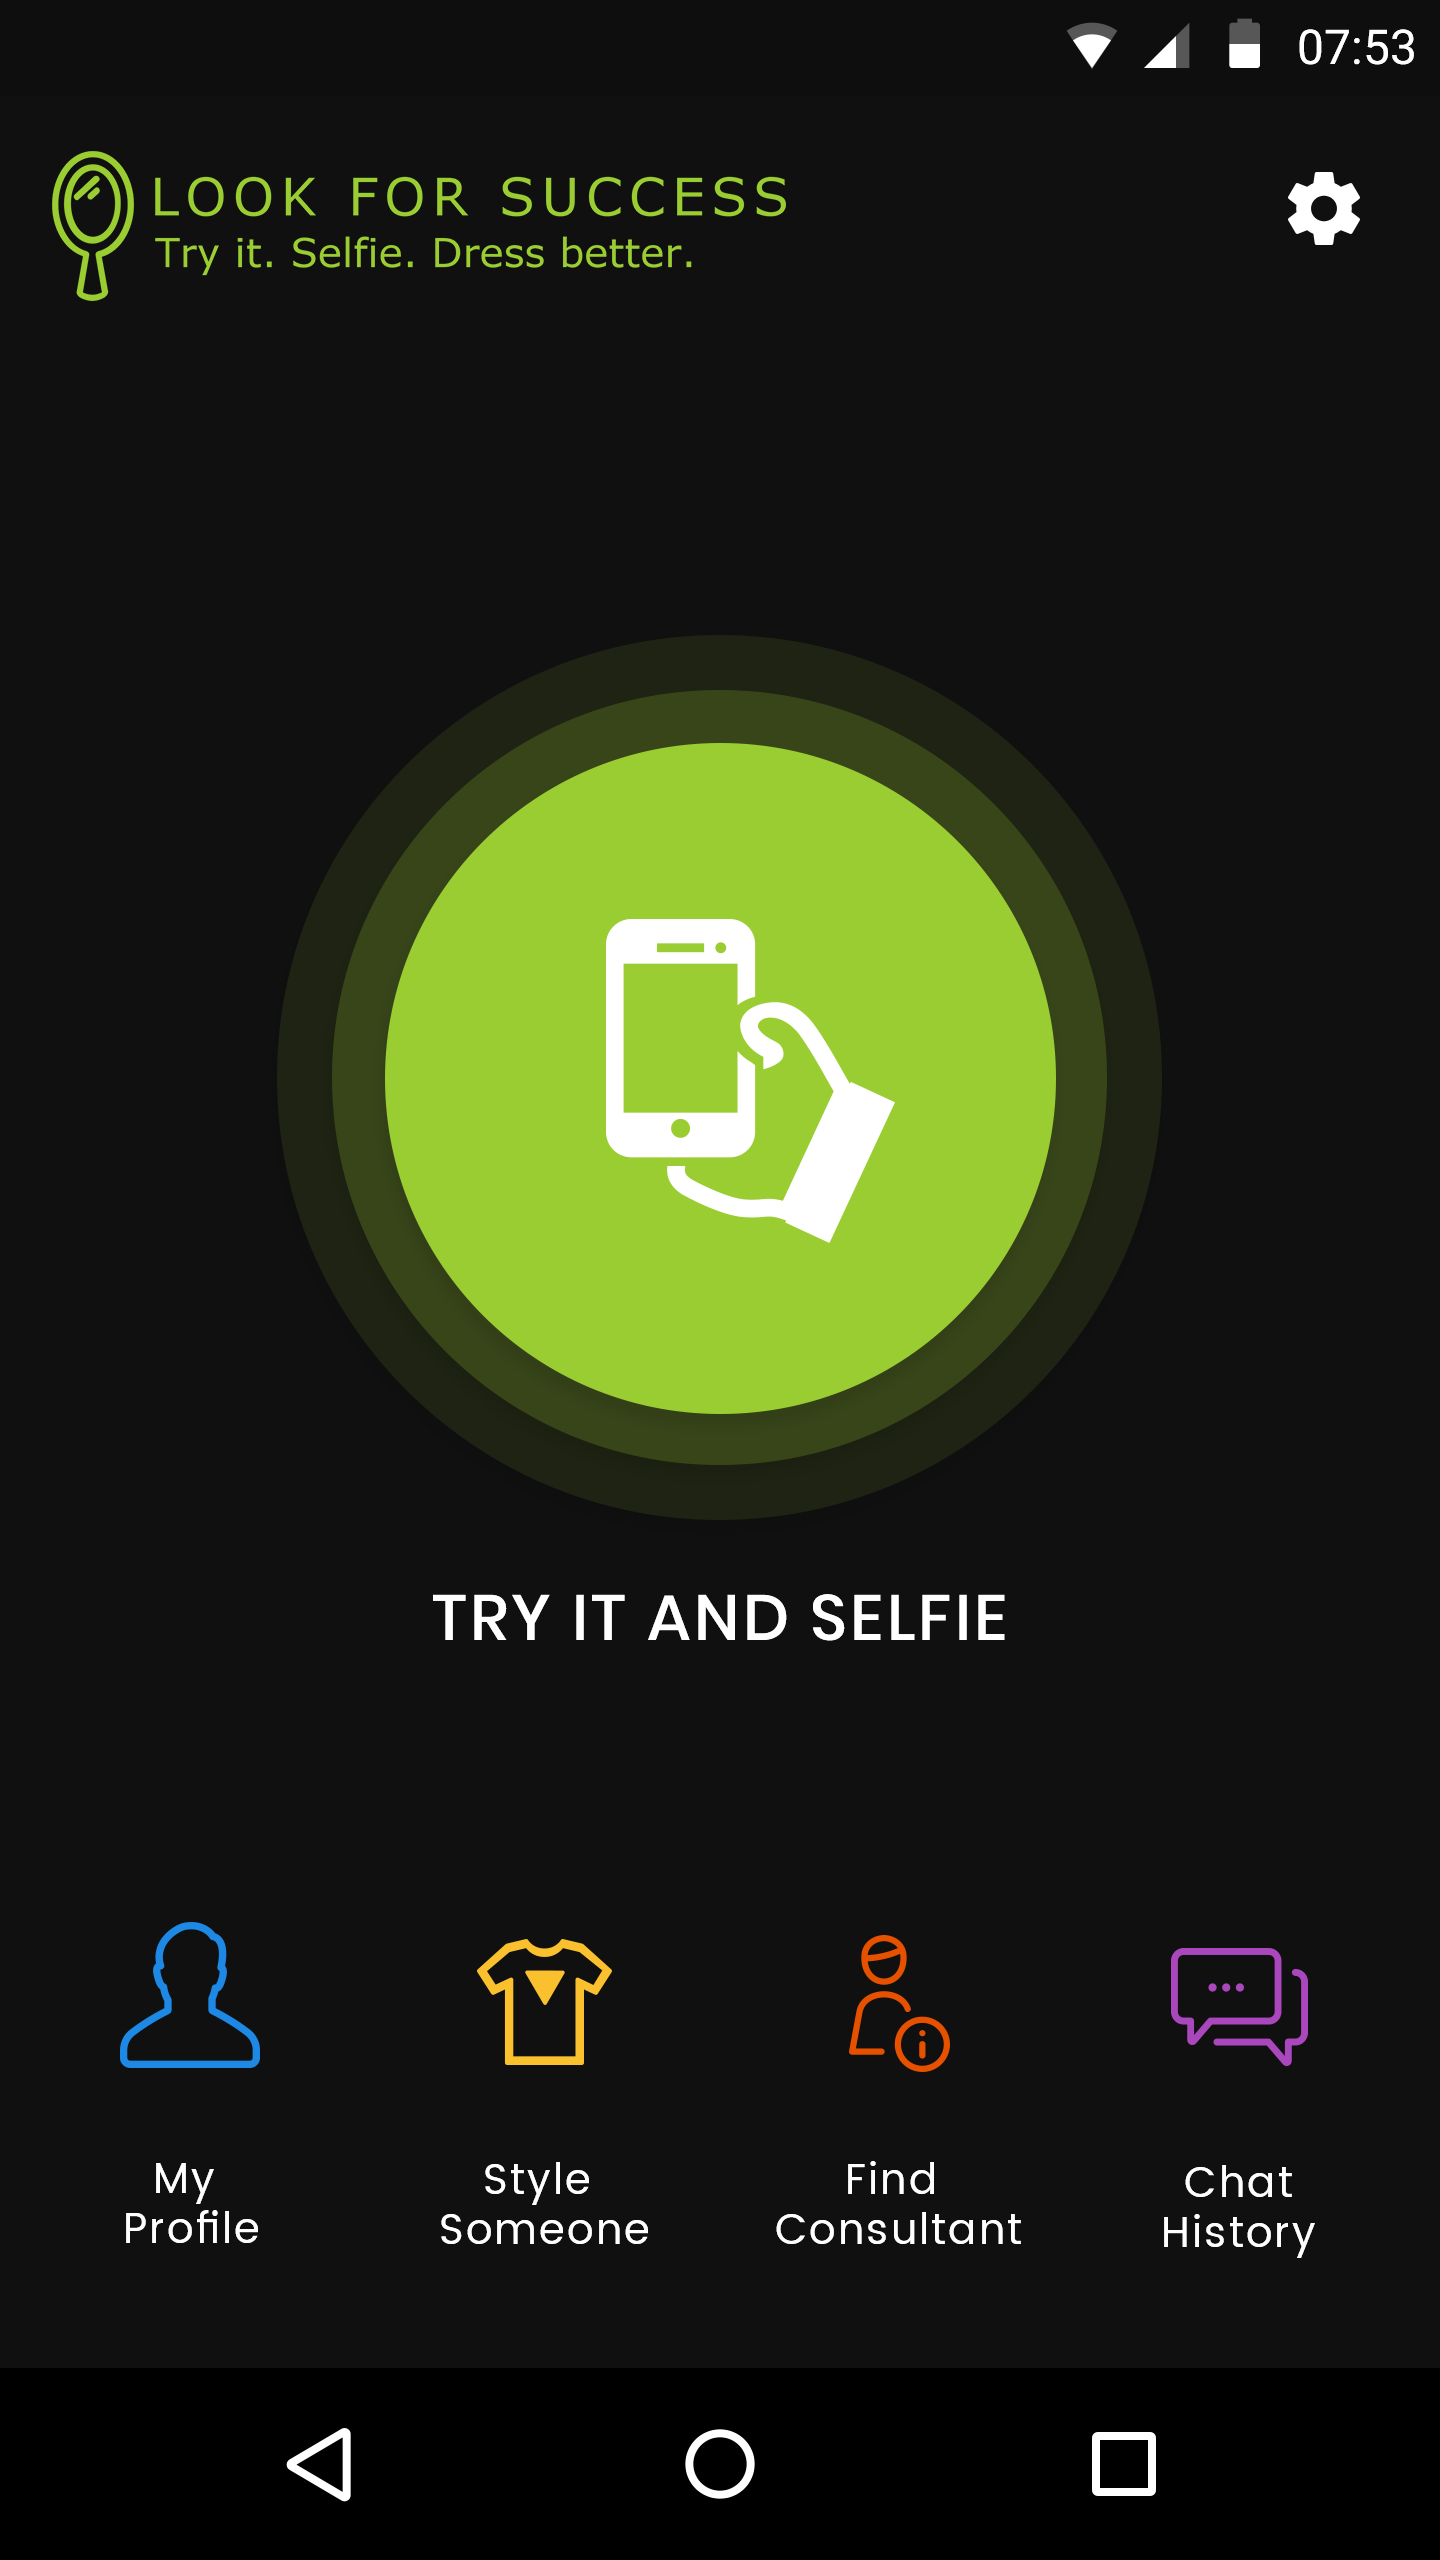 07:53
LOOK FOR SUCCESS
Try it. Selfie. Dress better.
TRY IT AND SELFIE
My
Profile
Style
Someone
Find
Consultant
Chat
History